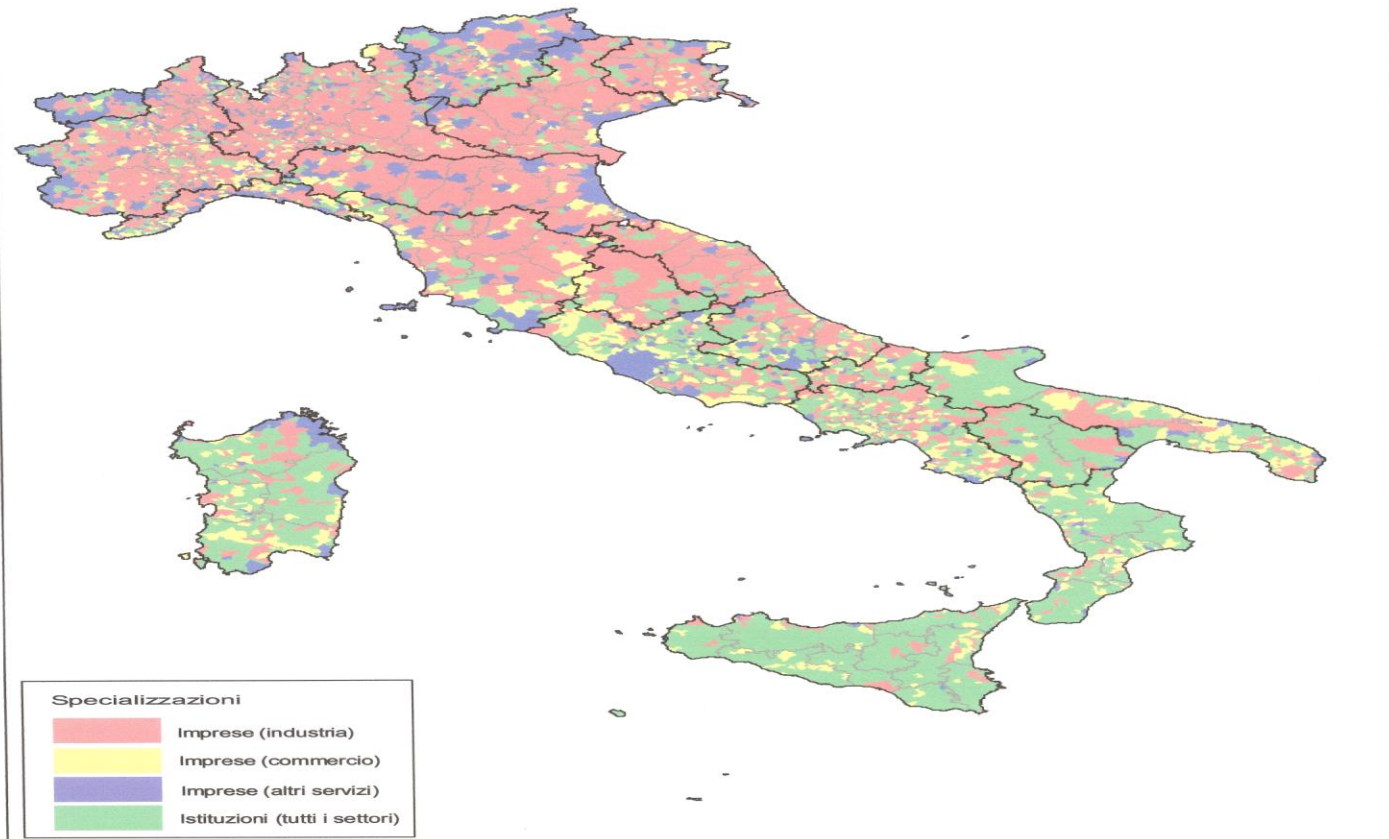 Specializzazioni
Imprese (industria)
Imprese (commercio)
Imprese (altri servizi)
Istituzioni (tutti i settori)